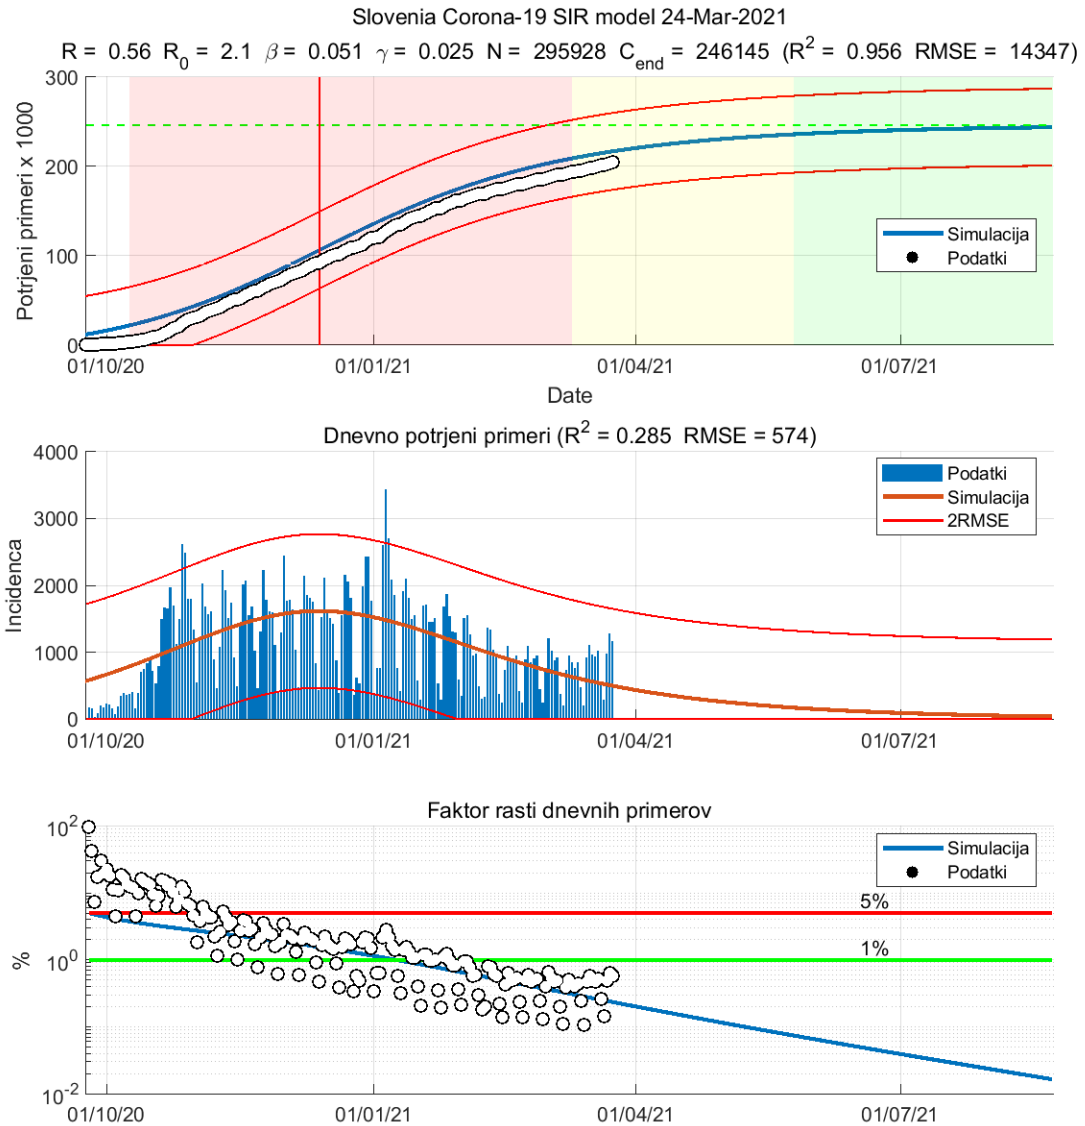 Slovenia Corona-19 SIR model 24-Mar-2021
R = 0.56 R0 = 2.1 β = 0.051 γ = 0.025 N = 295928 Cend = 246145 (R2 = 0.956 RMSE = 14347)
Potrjeni primeri x 1000
300
200
100
0
Simulacija
Podatki
01/10/20 01/01/21 01/04/21 01/07/21
Date
Dnevno potrjeni primeri (R2 = 0.285 RMSE = 574)
Incidenca
4000
3000
2000
1000
0
Podatki
Simulacija
2RMSE
01/10/20 01/01/21 01/04/21 01/07/21
Faktor rasti dnevnih primerov
%
10^2
10^0
10^-2
Simulacija
Podatki
5%
1%
01/10/20 01/01/21 01/04/21 01/07/21